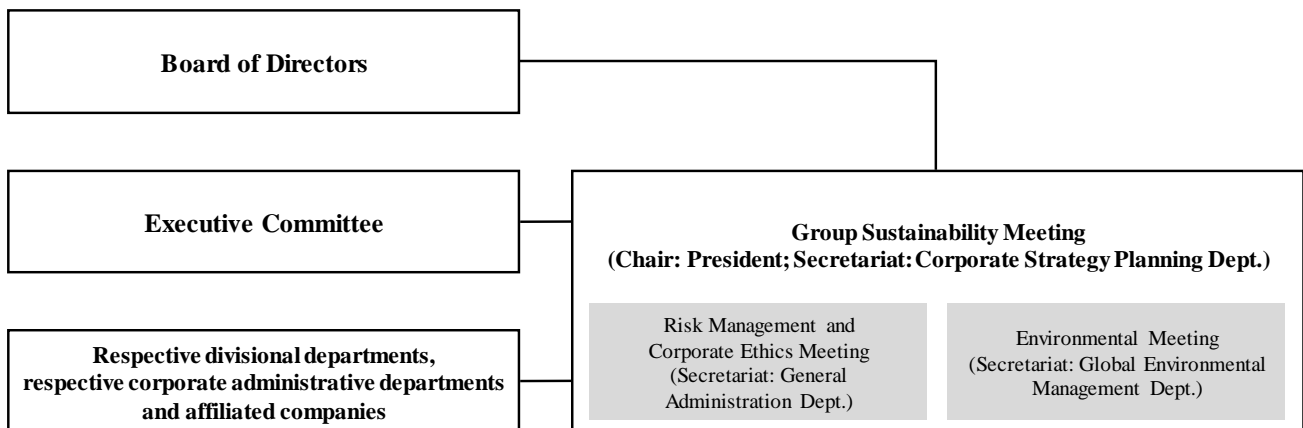 Board of Directors
Executive Committee
Group Sustainability Meeting
(Chair: President; Secretariat: Corporate Strategy Planning Dept.)
Risk Management and
Corporate Ethics Meeting
(Secretariat: General
Administration Dept.)
Environmental Meeting
(Secretariat: Global Environmental
Management Dept.)
Respective divisional departments,
respective corporate administrative departments
and affiliated companies